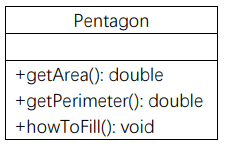 Pentagon
+getArea(): double
+getPerimeter(): double
+howToFill(): void